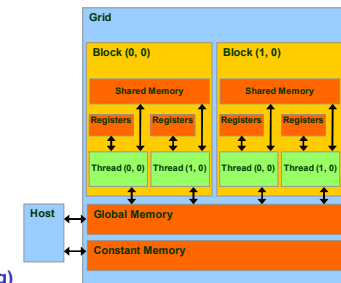 Grid
Block (0, 0) Block (1, 0)
Shared Memory Shared Memory
Registers Registers Registers Registers
Thread (0, 0) Thread (1, 0) Thread (0, 0) Thread (1, 0)
Host Global Memory
Constant Memory
g)